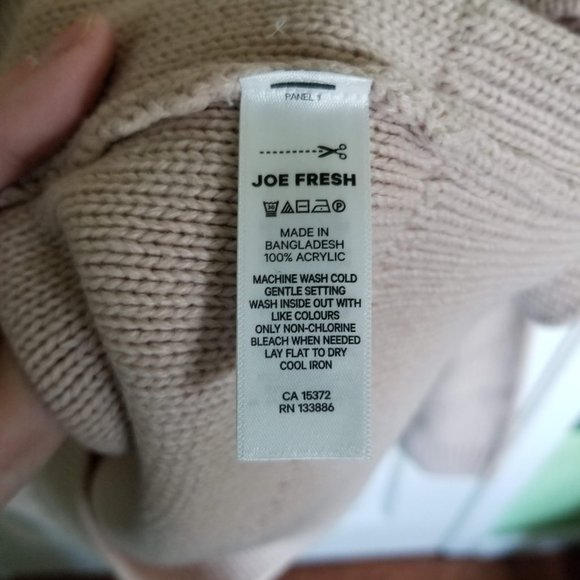 PANEL 1
JOE FRESH
30
P
MADE IN
BANGLADESH
100% ACRYLIC
MACHINE WASH COLD
GENTLE SETTING
WASH INSIDE OUT WITH
LIKE COLOURS
ONLY NON-CHLORINE
BLEACH WHEN NEEDED
LAY FLAT TO DRY
COOL IRON
CA 15372
RN 133886